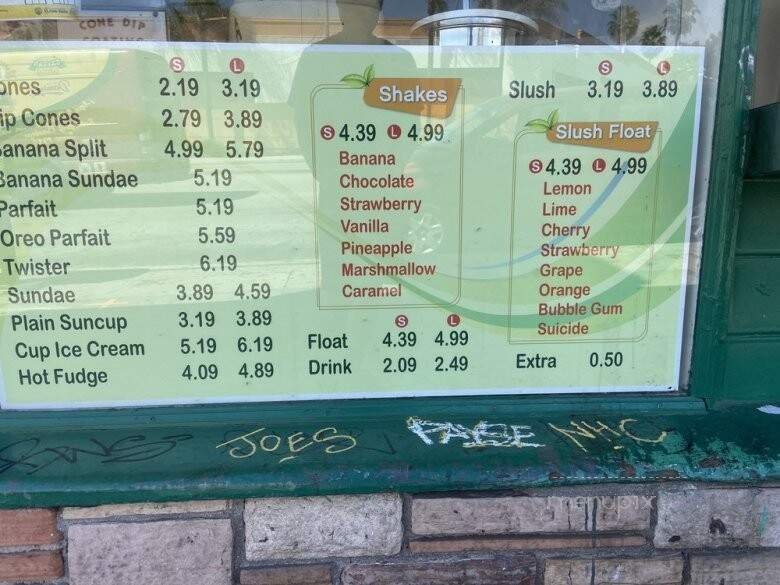 CONE DIP
S L
ones 2.19 3.19
ip Cones 2.79 3.89
Banana Split 4.99 5.79
Banana Sundae 5.19
Parfait 5.19
Oreo Parfait 5.59
Twister 6.19
Sundae 3.89 4.59
Plain Suncup 3.19 3.89
Cup Ice Cream 5.19 6.19
Hot Fudge 4.09 4.89
Shakes
S 4.39 L 4.99
Banana
Chocolate
Strawberry
Vanilla
Pineapple
Marshmallow
Caramel
S L
Float 4.39 4.99
Drink 2.09 2.49
S L
Slush 3.19 3.89
Slush Float
S 4.39 L 4.99
Lemon
Lime
Cherry
Strawberry
Grape
Orange
Bubble Gum
Suicide
Extra 0.50
JOES
NHC
menupix